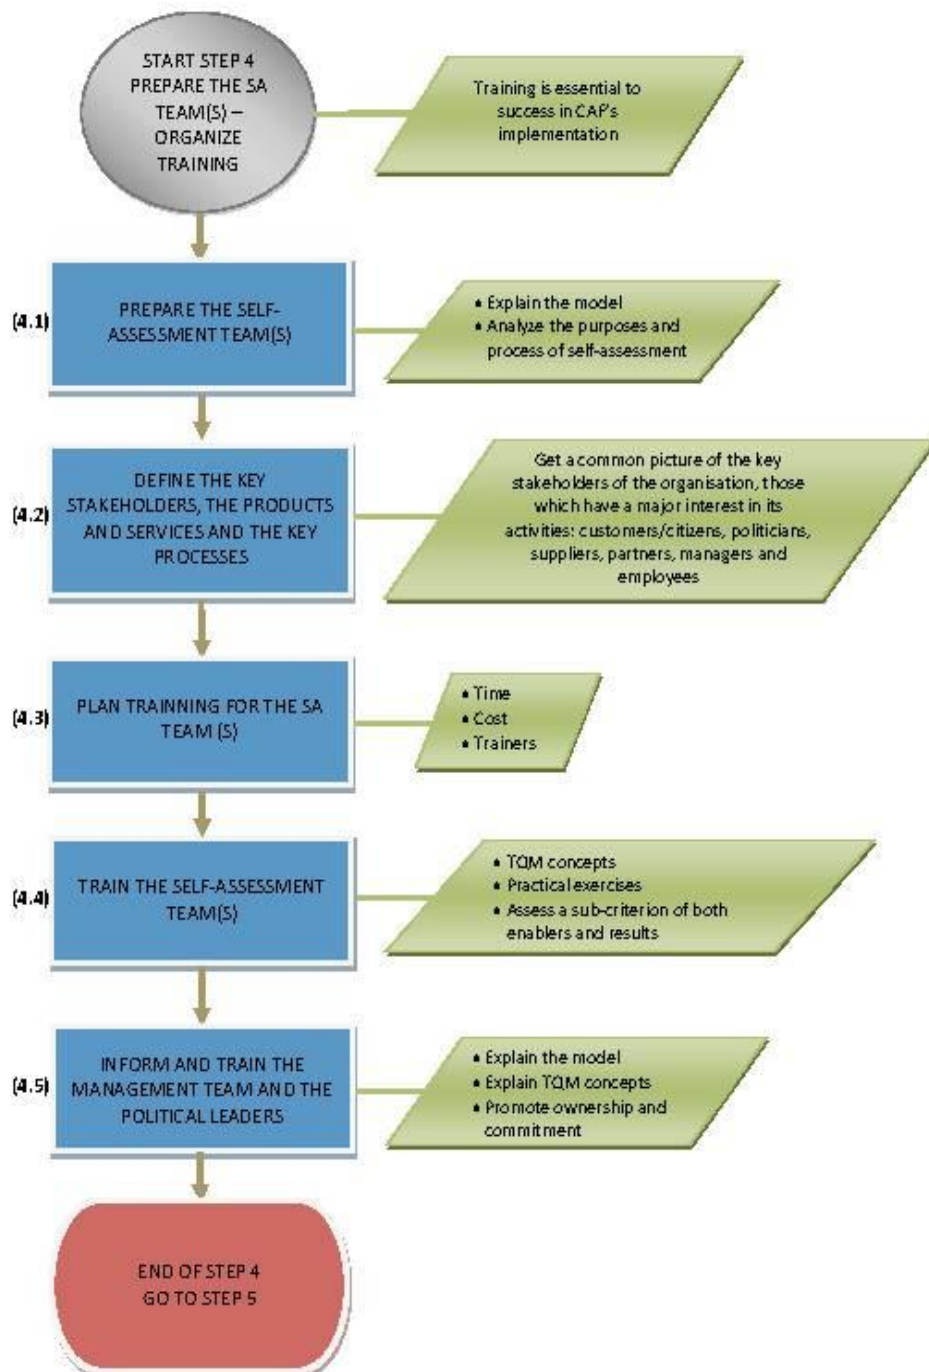 START STEP 4
PREPARE THE SA
TEAM(S) –
ORGANIZE
TRAINING
Training is essential to
success in CAF's
implementation
(4.1)
PREPARE THE SELF-
ASSESSMENT TEAM(S)
• Explain the model
• Analyze the purposes and
process of self-assessment
(4.2)
DEFINE THE KEY
STAKEHOLDERS, THE PRODUCTS
AND SERVICES AND THE KEY
PROCESSES
Get a common picture of the key
stakeholders of the organisation, those
which have a major interest in its
activities: customers/citizens, politicians,
suppliers, partners, managers and
employees
(4.3)
PLAN TRAINNING FOR THE SA
TEAM (S)
• Time
• Cost
• Trainers
(4.4)
TRAIN THE SELF-ASSESSMENT
TEAM(S)
• TQM concepts
• Practical exercises
• Assess a sub-criterion of both
enablers and results
(4.5)
INFORM AND TRAIN THE
MANAGEMENT TEAM AND THE
POLITICAL LEADERS
• Explain the model
• Explain TQM concepts
• Promote ownership and
commitment
END OF STEP 4
GO TO STEP 5